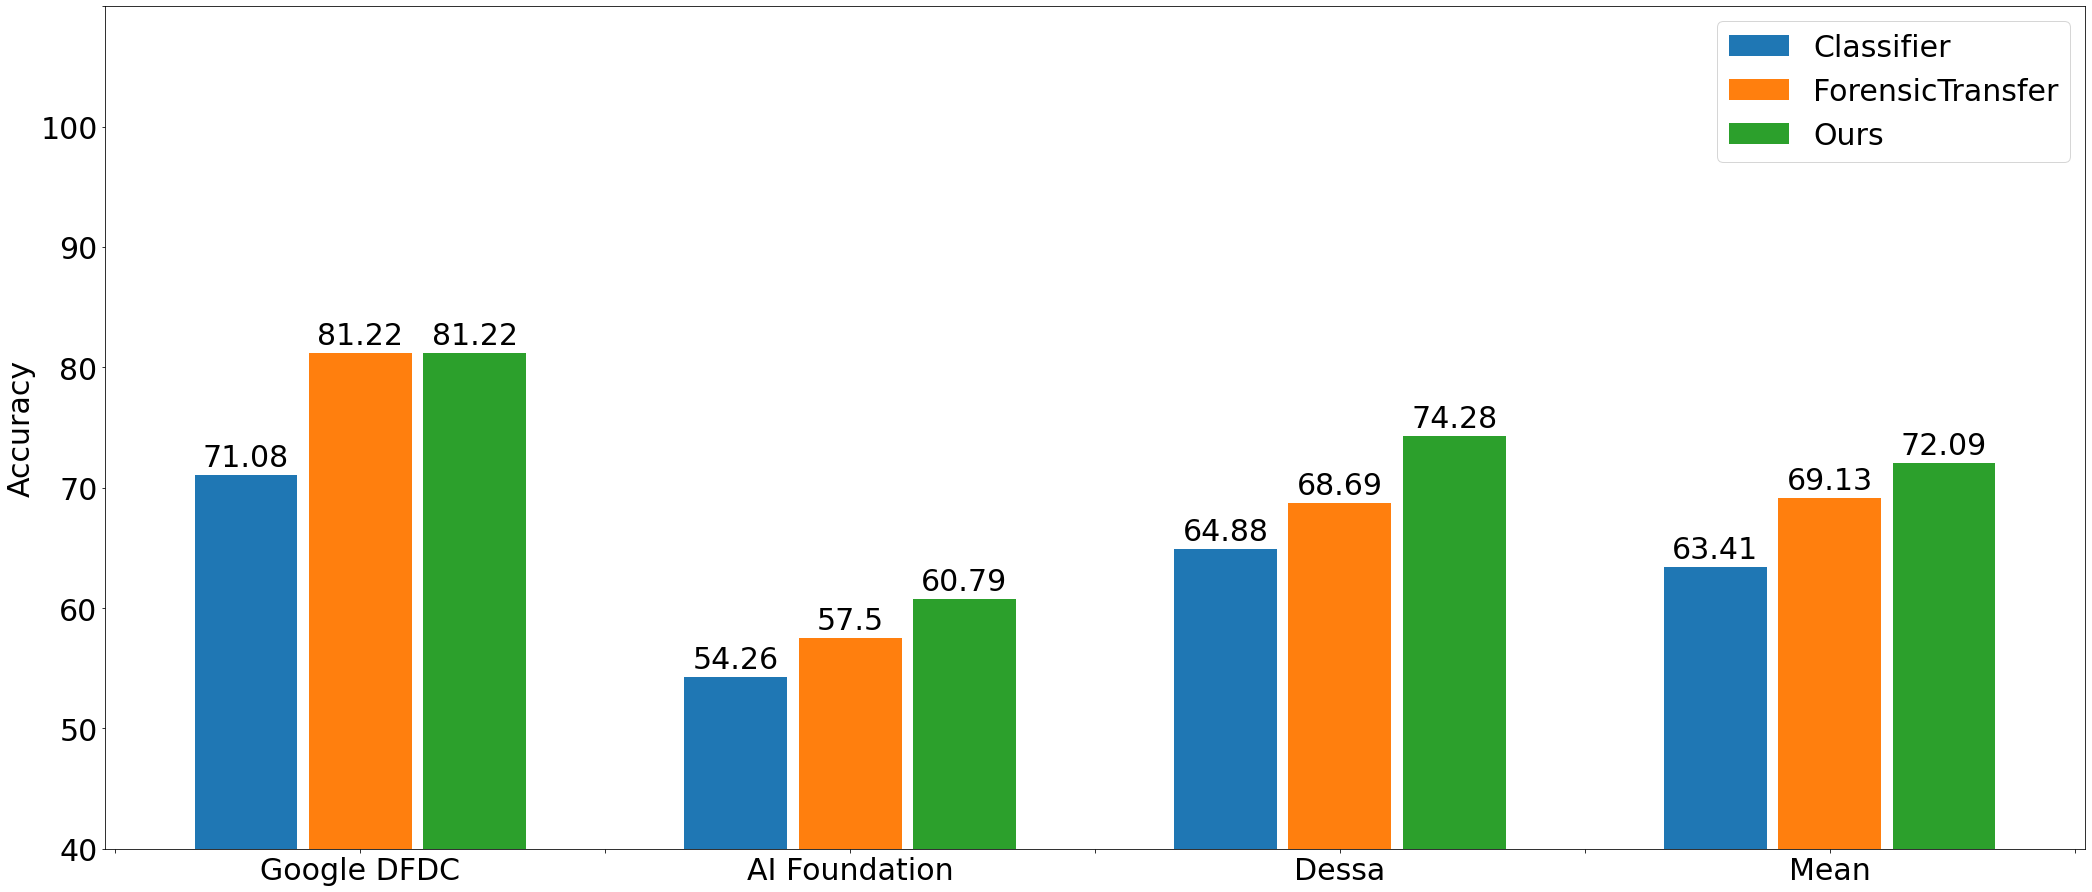 Classifier
ForensicTransfer
Ours
Accuracy
100
90
80
70
60
50
40
71.08
81.22
81.22
54.26
57.5
60.79
64.88
68.69
74.28
63.41
69.13
72.09
Google DFDC
AI Foundation
Dessa
Mean